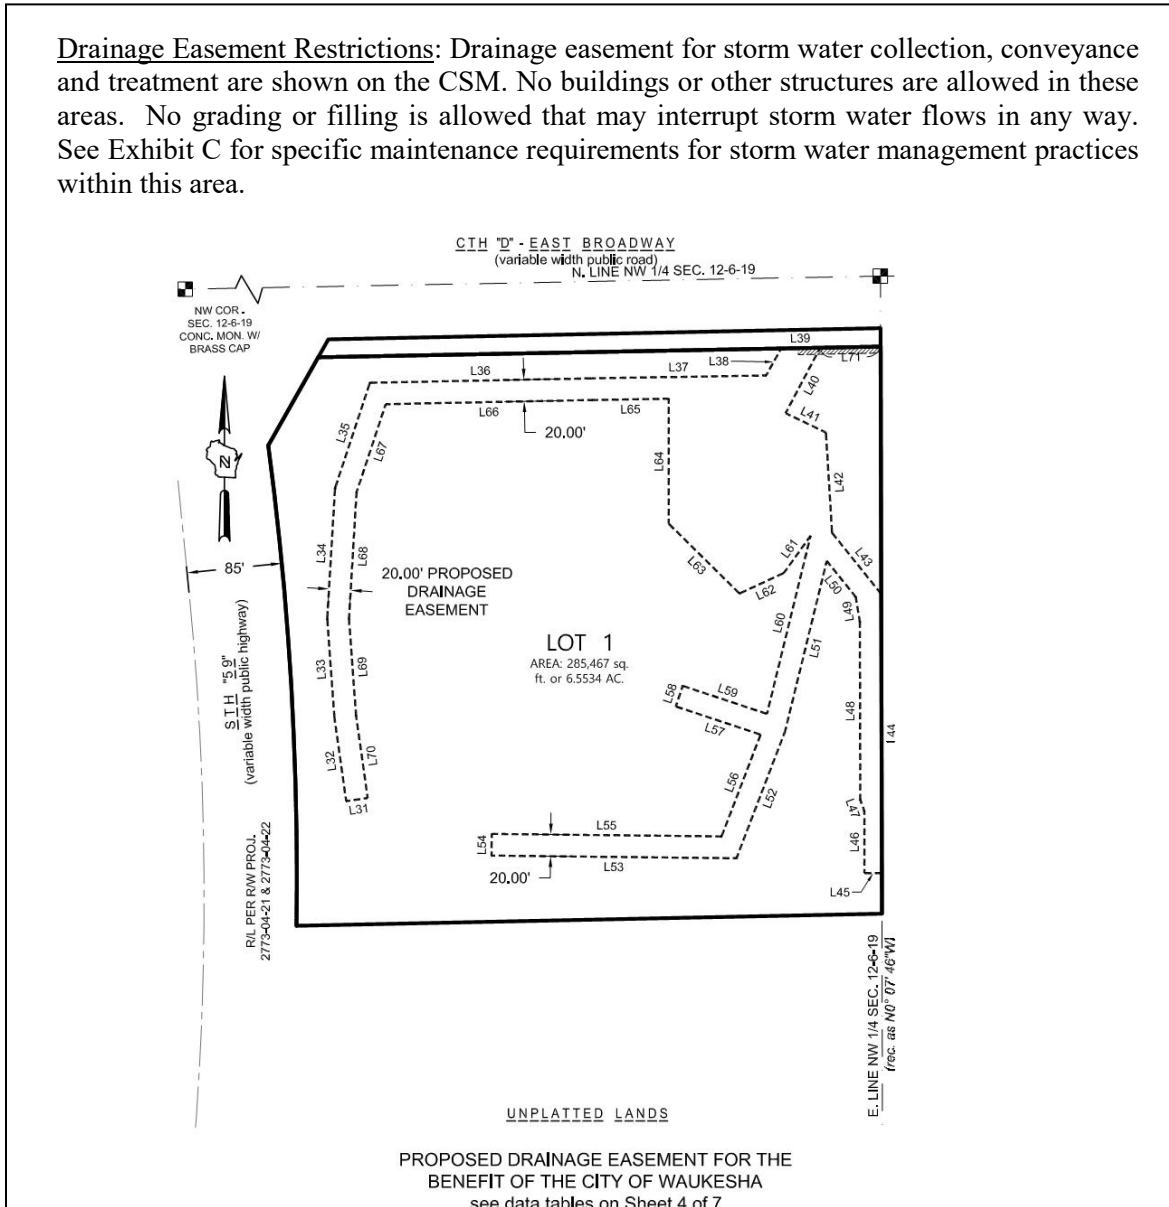 Drainage Easement Restrictions: Drainage easement for storm water collection, conveyance
and treatment are shown on the CSM. No buildings or other structures are allowed in these
areas. No grading or filling is allowed that may interrupt storm water flows in any way.
See Exhibit C for specific maintenance requirements for storm water management practices
within this area.
CTH "D" - EAST BROADWAY
(variable width public road)
N. LINE NW 1/4 SEC. 12-6-19
NW COR.
SEC. 12-6-19
CONC. MON. W/
BRASS CAP
L39
L38
L71
L36
L37
L40
L66
L65
L41
20.00'
L35
L67
L64
L42
N
L34
L68
L61
L43
L63
85'
20.00' PROPOSED
DRAINAGE
EASEMENT
L62
L50
L49
L60
L51
LOT 1
AREA: 285,467 sq.
ft. or 6.5534 AC.
STH "59"
(variable width public highway)
L33
L69
L58
L59
L57
L48
L44
L32
L70
L56
L52
L31
L47
L55
L54
L53
L46
20.00'
L45
R/L PER R/W PROJ.
2773-04-21 & 2773-04-22
E. LINE NW 1/4 SEC. 12-6-19
(rec. as N0° 07' 46"W)
UNPLATTED LANDS
PROPOSED DRAINAGE EASEMENT FOR THE
BENEFIT OF THE CITY OF WAUKESHA
see data tables on Sheet 4 of 7